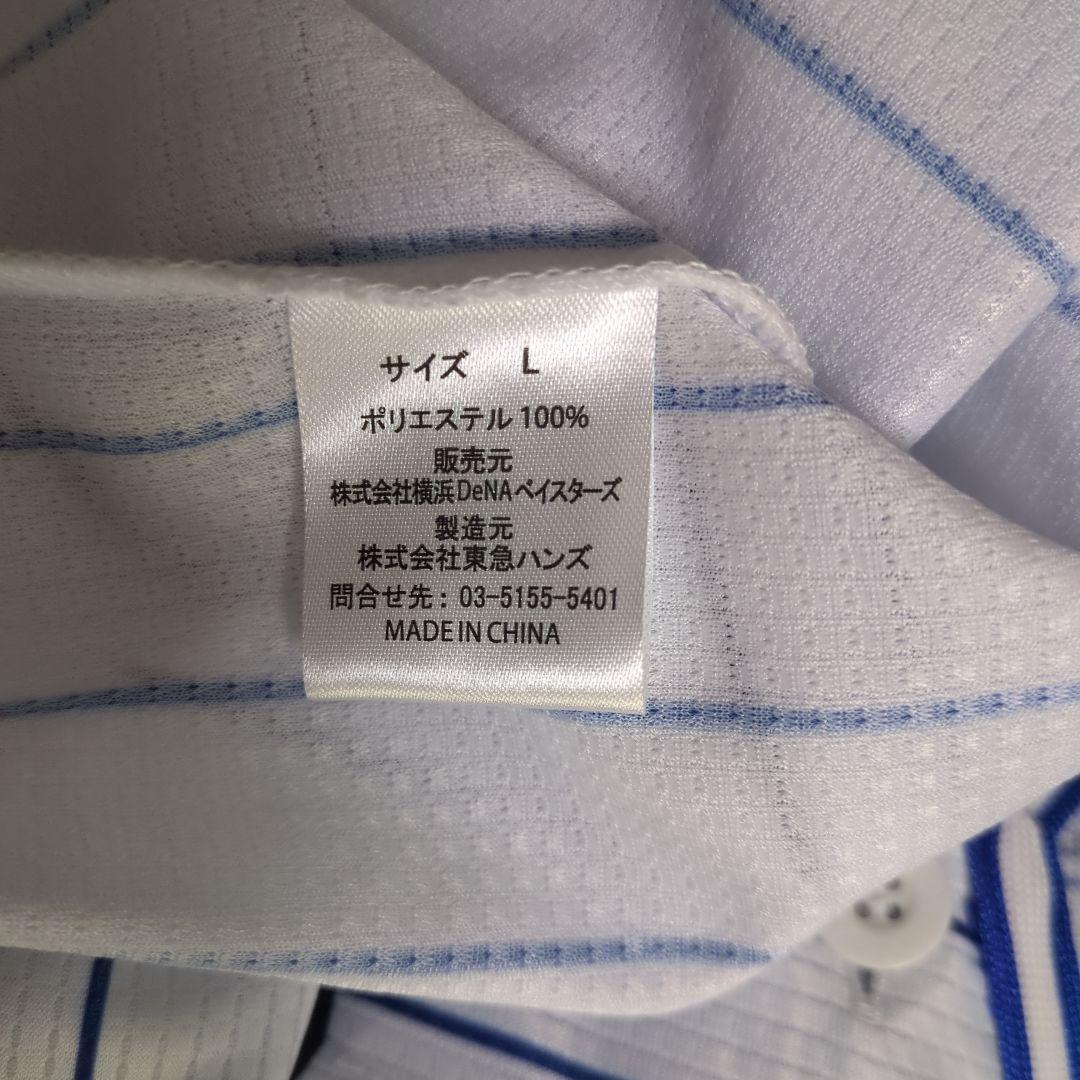 サイズ L
ポリエステル 100%
販売元
株式会社横浜DeNAベイスターズ
製造元
株式会社東急ハンズ
問合せ先: 03-5155-5401
MADE IN CHINA